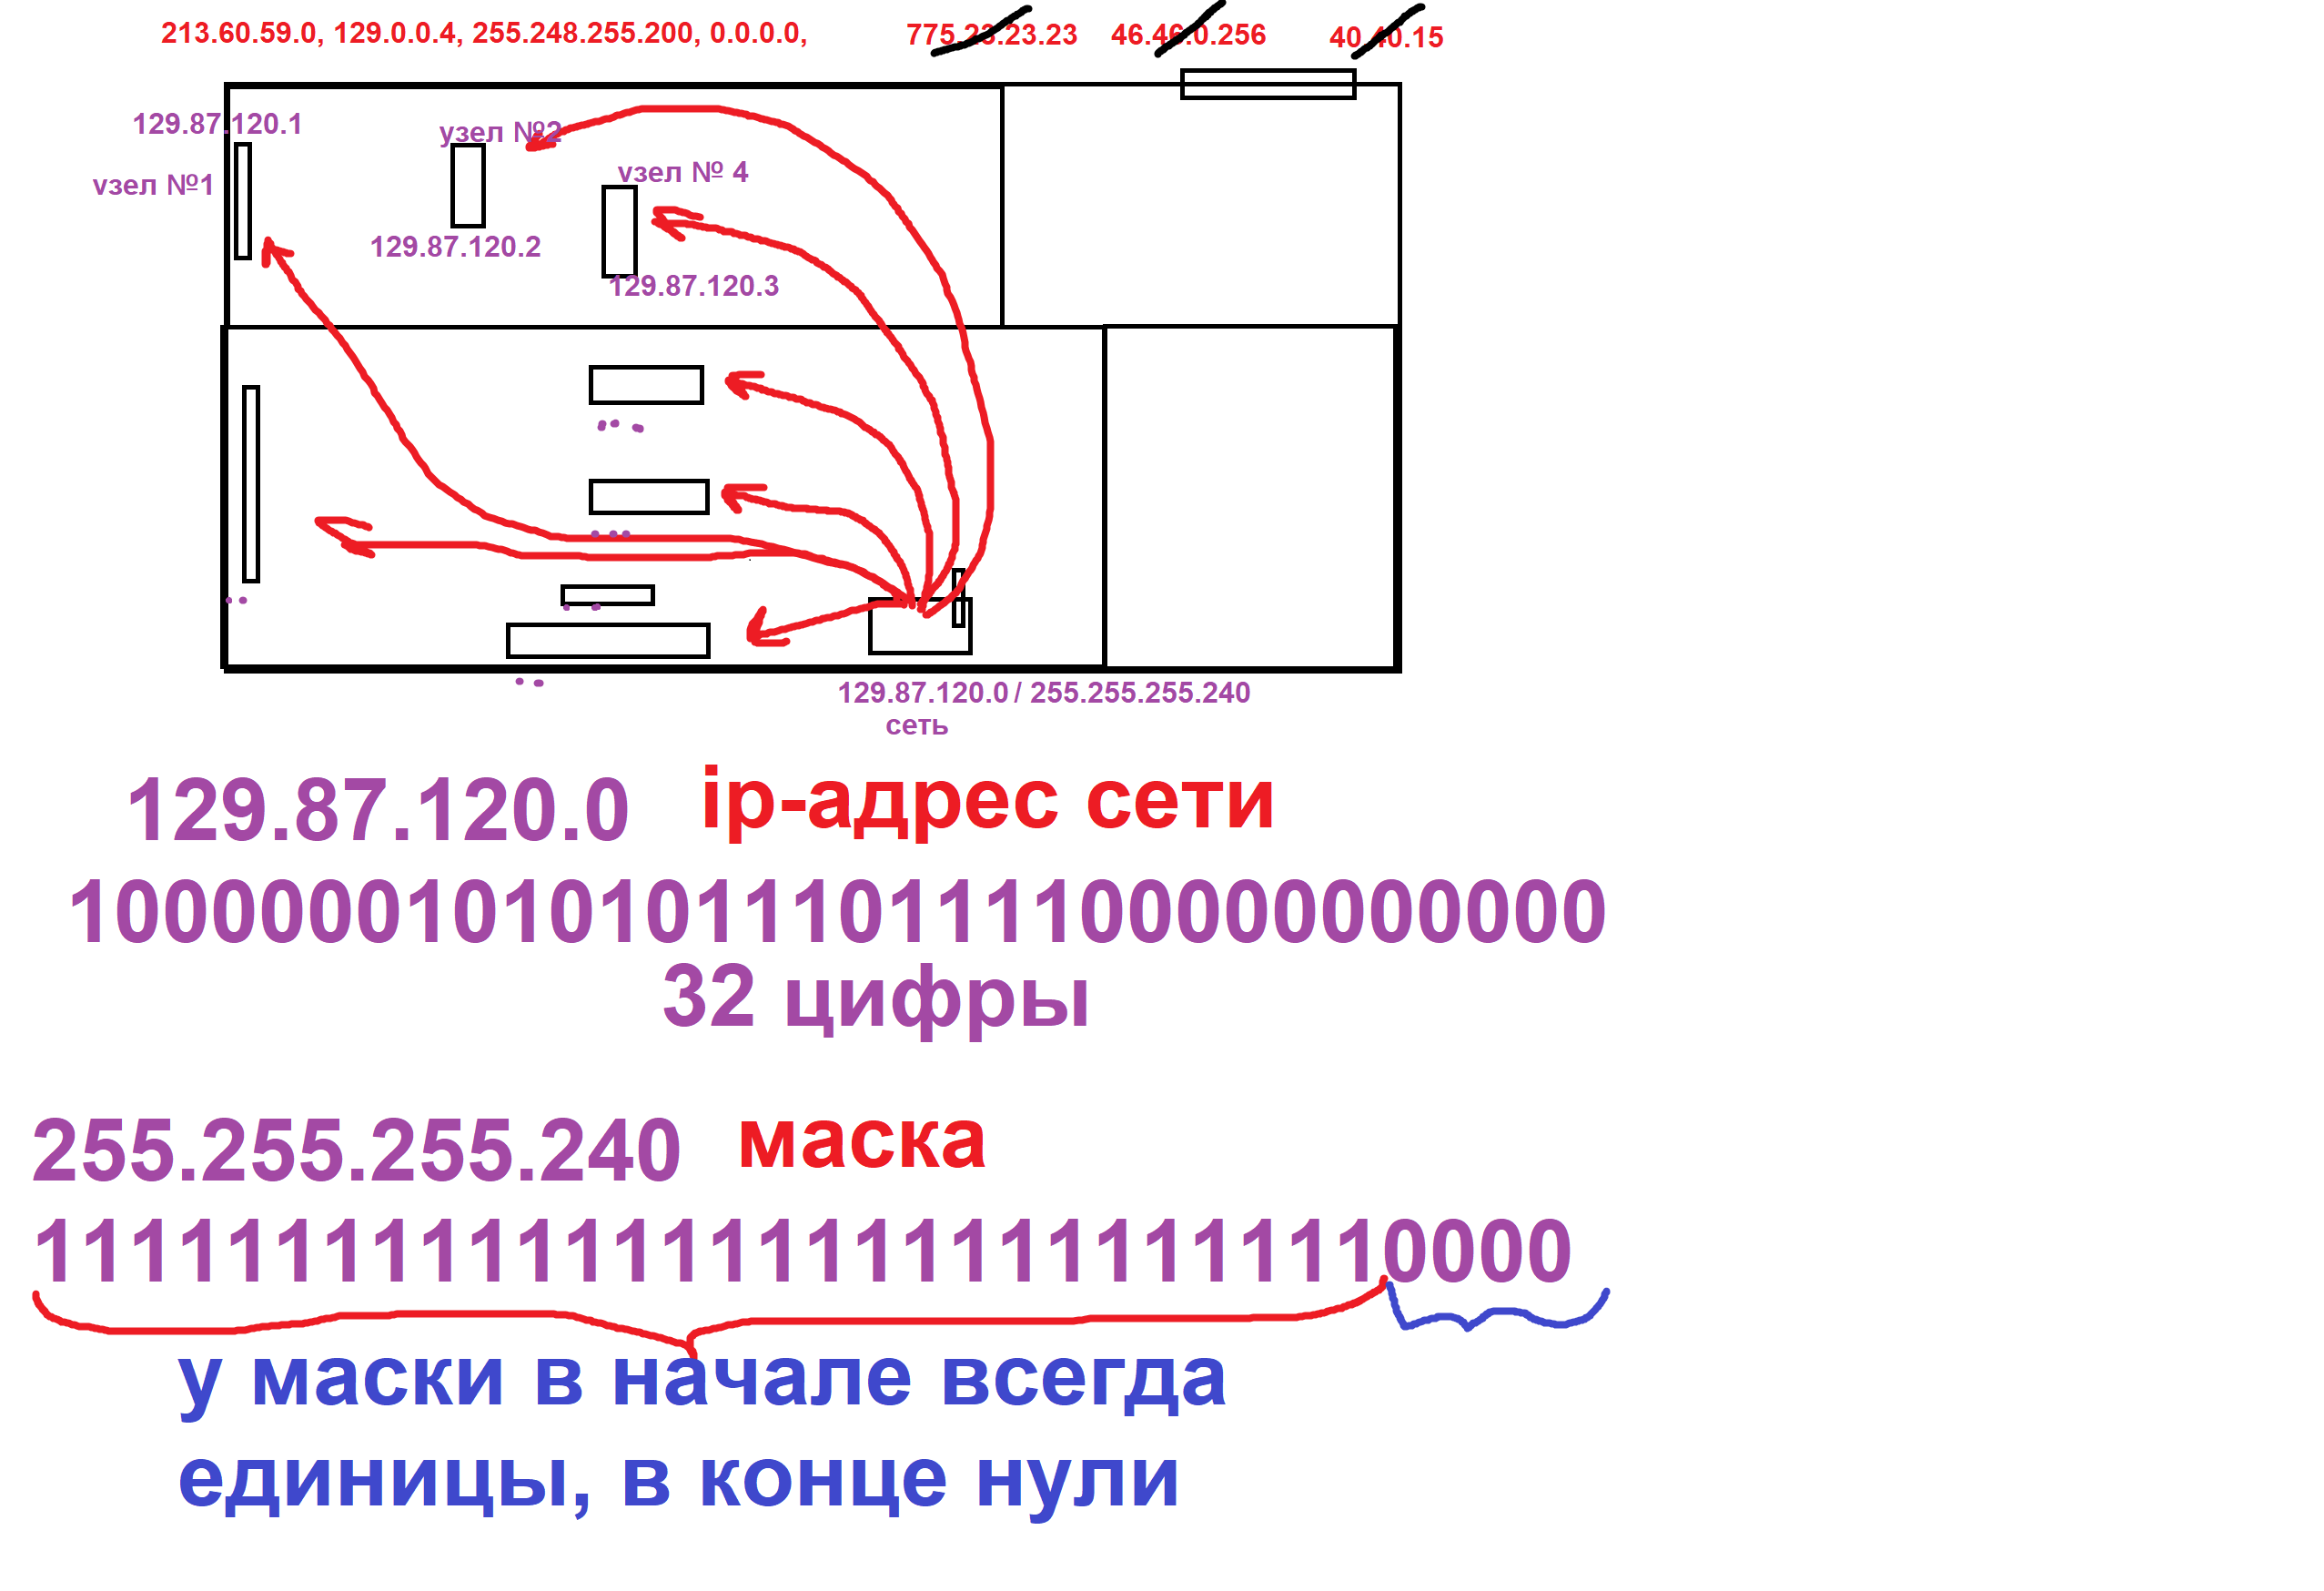 213.60.59.0, 129.0.0.4, 255.248.255.200, 0.0.0.0, 775.23.23.23 46.46.0.256 40.40.15
129.87.120.1
узел №2
узел № 4
узел №1
129.87.120.2
129.87.120.3
129.87.120.0 / 255.255.255.240
сеть
129.87.120.0 ip-адрес сети
10000001010101110111100000000000
32 цифры
255.255.255.240 маска
11111111111111111111111111110000
у маски в начале всегда
единицы, в конце нули